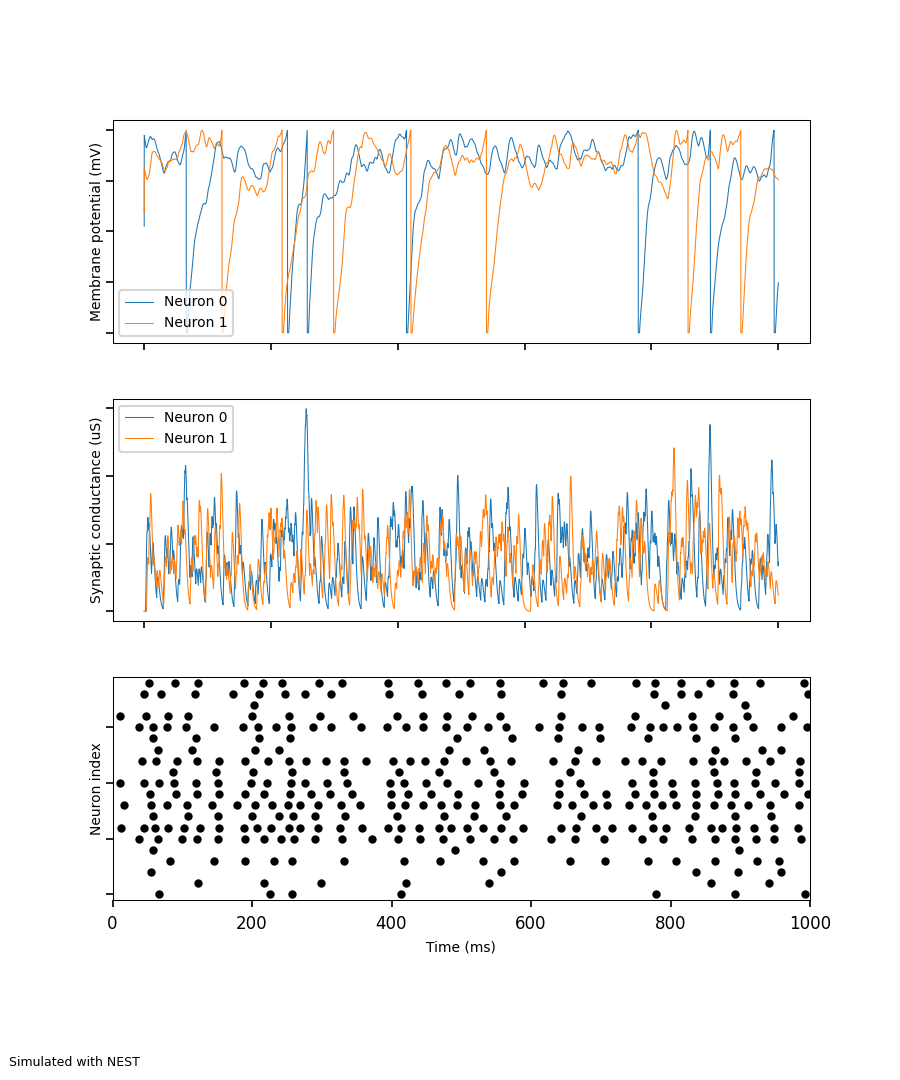 Membrane potential (mV)
Neuron 0
Neuron 1
Synaptic conductance (uS)
Neuron 0
Neuron 1
Neuron index
0 200 400 600 800 1000
Time (ms)
Simulated with NEST